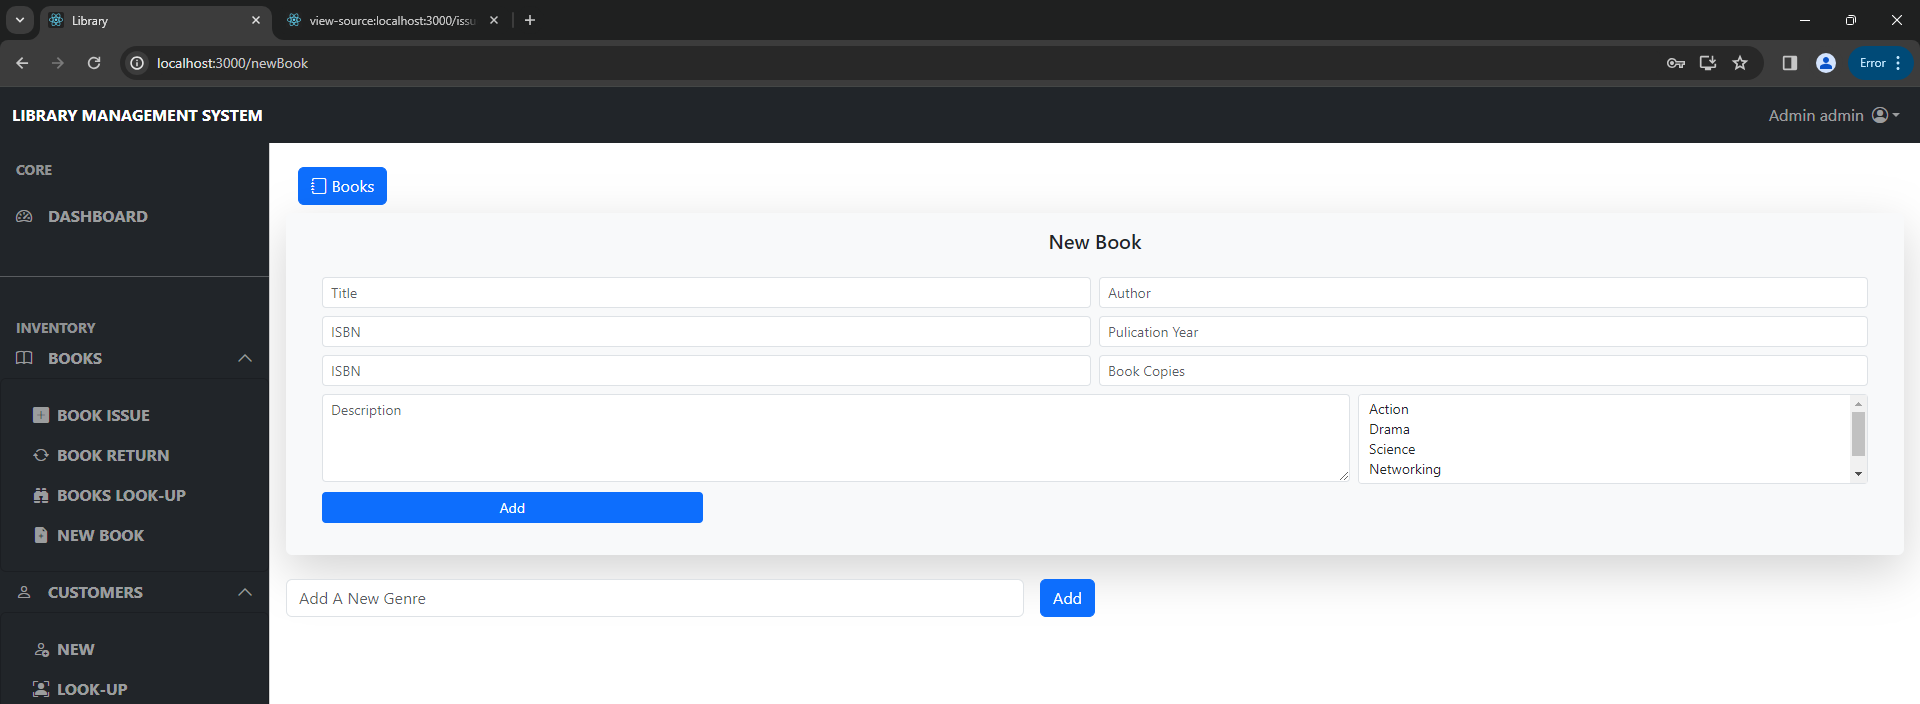 Library
view-source:localhost:3000/issu
localhost:3000/newBook
Error
LIBRARY MANAGEMENT SYSTEM
Admin admin
CORE
DASHBOARD
INVENTORY
BOOKS
BOOK ISSUE
BOOK RETURN
BOOKS LOOK-UP
NEW BOOK
CUSTOMERS
NEW
LOOK-UP
Books
New Book
Title
Author
ISBN
Pulication Year
ISBN
Book Copies
Description
Action
Drama
Science
Networking
Add
Add A New Genre
Add